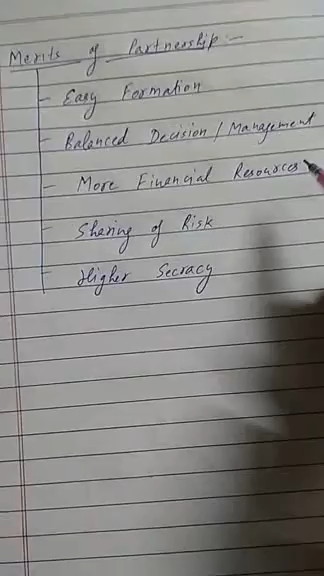 Merits of Partnership :-
- Easy Formation
- Balanced Decision / Management
- More Financial Resources
- Sharing of Risk
- Higher Secracy